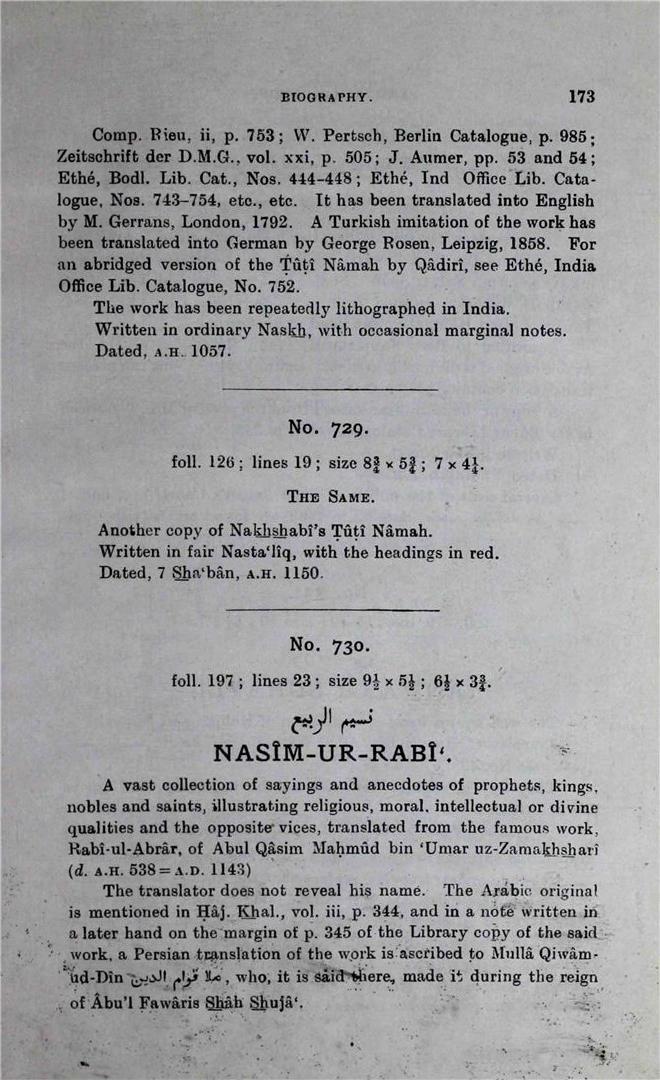 BIOGRAPHY. 173
Comp. Rieu, ii, p. 753; W. Pertsch, Berlin Catalogue, p. 985;
Zeitschrift der D.M.G., vol. xxi, p. 505; J. Aumer, pp. 53 and 54;
Ethé, Bodl. Lib. Cat., Nos. 444-448; Ethé, Ind Office Lib. Cata-
logue, Nos. 743-754, etc., etc. It has been translated into English
by M. Gerrans, London, 1792. A Turkish imitation of the work has
been translated into German by George Rosen, Leipzig, 1858. For
an abridged version of the Ṭûṭî Nâmah by Qâdirî, see Ethé, India
Office Lib. Catalogue, No. 752.
The work has been repeatedly lithographed in India.
Written in ordinary Naskh, with occasional marginal notes.
Dated, A.H. 1057.
No. 729.
foll. 126; lines 19; size 8¾ × 5¾; 7 × 4¼.
THE SAME.
Another copy of Nakhshabî's Ṭûṭî Nâmah.
Written in fair Nasta‘lîq, with the headings in red.
Dated, 7 Sha‘bân, A.H. 1150.
No. 730.
foll. 197; lines 23; size 9½ × 5½; 6½ × 3¾.
نسيم الربيع
NASÎM-UR-RABÎ‘.
A vast collection of sayings and anecdotes of prophets, kings,
nobles and saints, illustrating religious, moral, intellectual or divine
qualities and the opposite vices, translated from the famous work,
Rabî-ul-Abrâr, of Abul Qâsim Maḥmûd bin ‘Umar uz-Zamakhsharî
(d. A.H. 538 = A.D. 1143)
The translator does not reveal his name. The Arabic original
is mentioned in Ḥâj. Khal., vol. iii, p. 344, and in a note written in
a later hand on the margin of p. 345 of the Library copy of the said
work, a Persian translation of the work is ascribed to Mullâ Qiwâm-
ud-Dîn ملا قوام الدين, who, it is said there, made it during the reign
of Âbu'l Fawâris Shâh Shujâ‘.